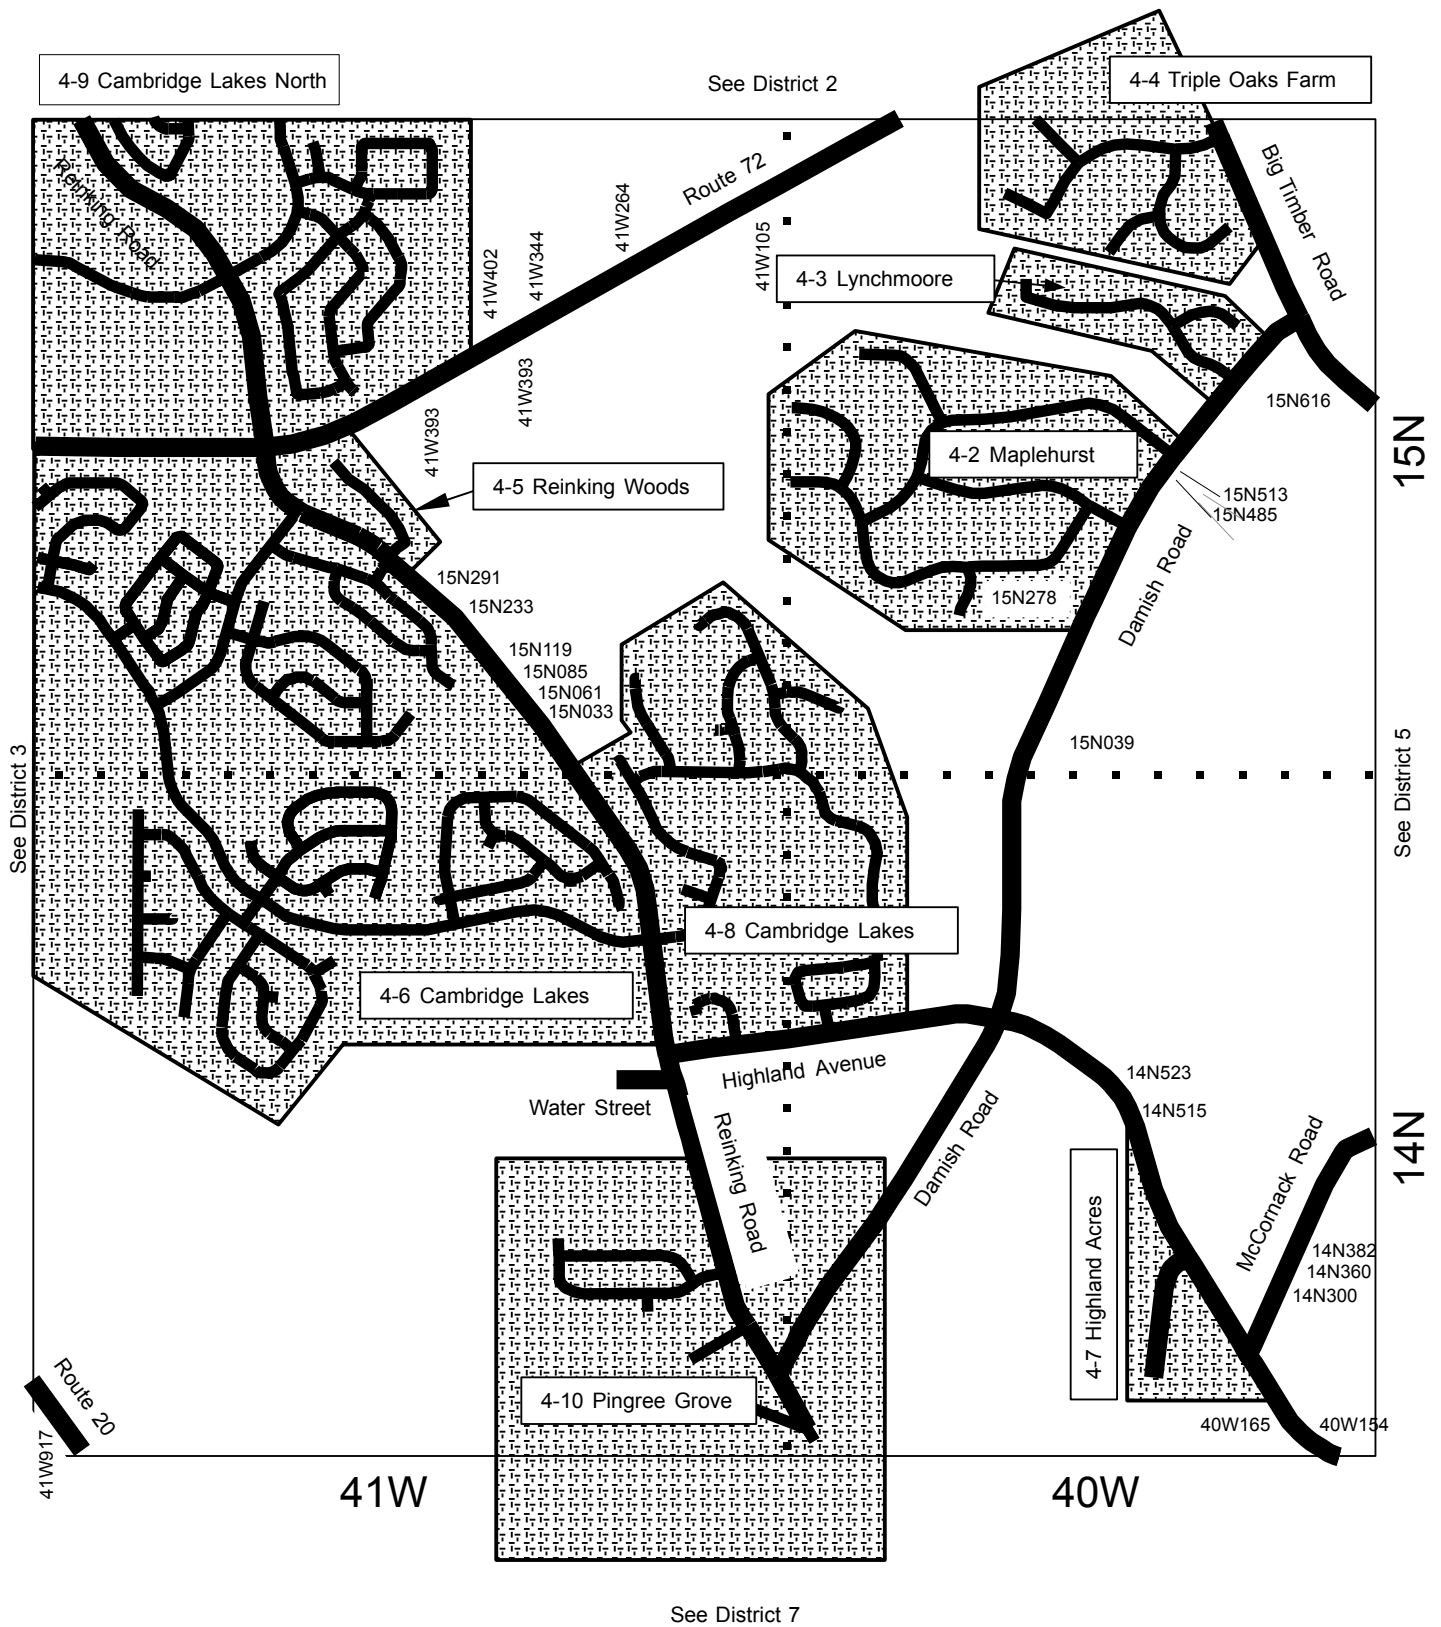 4-9 Cambridge Lakes North
See District 2
4-4 Triple Oaks Farm
Reinking Road
Route 72
Big Timber Road
41W264
41W344
41W402
41W105
4-3 Lynchmoore
41W393
41W393
15N616
15N
4-2 Maplehurst
4-5 Reinking Woods
15N513
15N485
Damish Road
15N291
15N233
15N278
15N119
15N085
15N061
15N033
15N039
See District 3
See District 5
4-8 Cambridge Lakes
4-6 Cambridge Lakes
Highland Avenue
Water Street
Reinking Road
Damish Road
14N523
14N515
14N
McCornack Road
4-7 Highland Acres
14N382
14N360
14N300
Route 20
4-10 Pingree Grove
40W165
40W154
41W917
41W
40W
See District 7